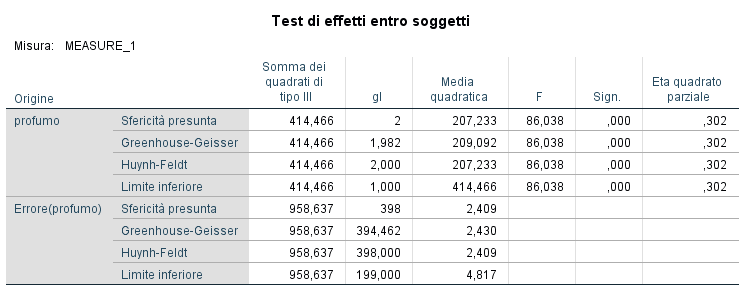 Test di effetti entro soggetti
Misura: MEASURE_1
Origine Somma dei quadrati di tipo III gl Media quadratica F Sign. Eta quadrato parziale
profumo Sfericità presunta 414,466 2 207,233 86,038 ,000 ,302
Greenhouse-Geisser 414,466 1,982 209,092 86,038 ,000 ,302
Huynh-Feldt 414,466 2,000 207,233 86,038 ,000 ,302
Limite inferiore 414,466 1,000 414,466 86,038 ,000 ,302
Errore(profumo) Sfericità presunta 958,637 398 2,409
Greenhouse-Geisser 958,637 394,462 2,430
Huynh-Feldt 958,637 398,000 2,409
Limite inferiore 958,637 199,000 4,817